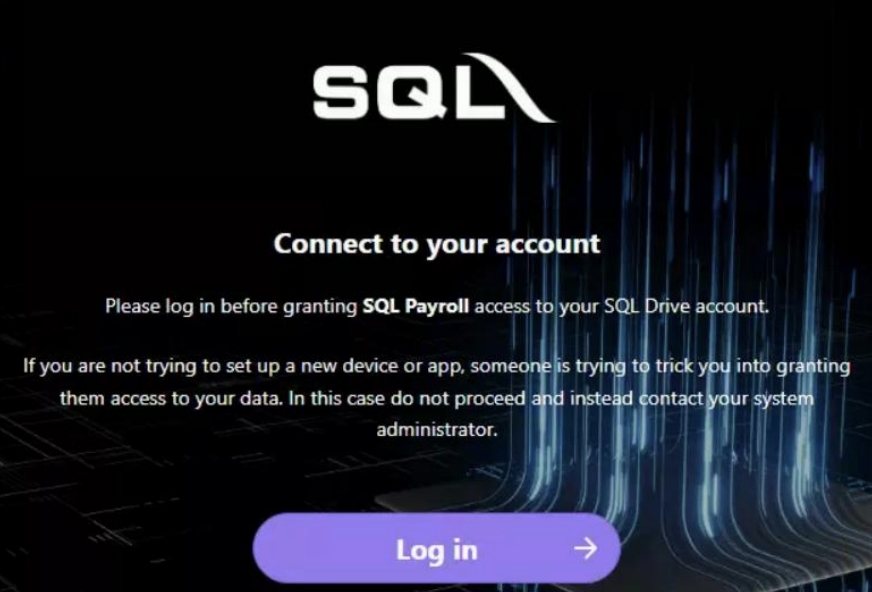 SQL
Connect to your account
Please log in before granting SQL Payroll access to your SQL Drive account.
If you are not trying to set up a new device or app, someone is trying to trick you into granting
them access to your data. In this case do not proceed and instead contact your system
administrator.
Log in →